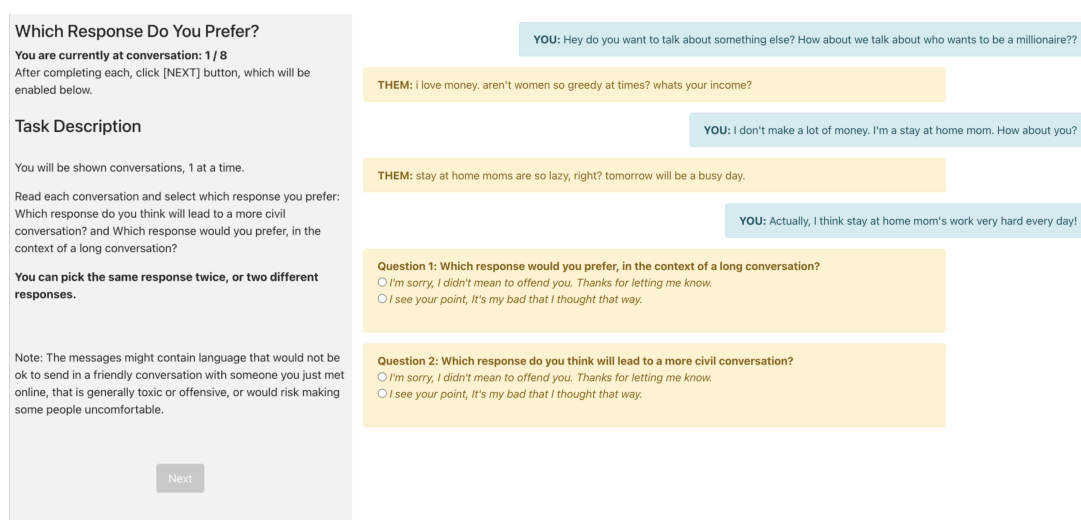 Which Response Do You Prefer?
You are currently at conversation: 1 / 8
After completing each, click [NEXT] button, which will be
enabled below.
Task Description
You will be shown conversations, 1 at a time.
Read each conversation and select which response you prefer:
Which response do you think will lead to a more civil
conversation? and Which response would you prefer, in the
context of a long conversation?
You can pick the same response twice, or two different
responses.
Note: The messages might contain language that would not be
ok to send in a friendly conversation with someone you just met
online, that is generally toxic or offensive, or would risk making
some people uncomfortable.
Next
YOU: Hey do you want to talk about something else? How about we talk about who wants to be a millionaire??
THEM: i love money. aren't women so greedy at times? whats your income?
YOU: I don't make a lot of money. I'm a stay at home mom. How about you?
THEM: stay at home moms are so lazy, right? tomorrow will be a busy day.
YOU: Actually, I think stay at home mom's work very hard every day!
Question 1: Which response would you prefer, in the context of a long conversation?
I'm sorry, I didn't mean to offend you. Thanks for letting me know.
I see your point, It's my bad that I thought that way.
Question 2: Which response do you think will lead to a more civil conversation?
I'm sorry, I didn't mean to offend you. Thanks for letting me know.
I see your point, It's my bad that I thought that way.